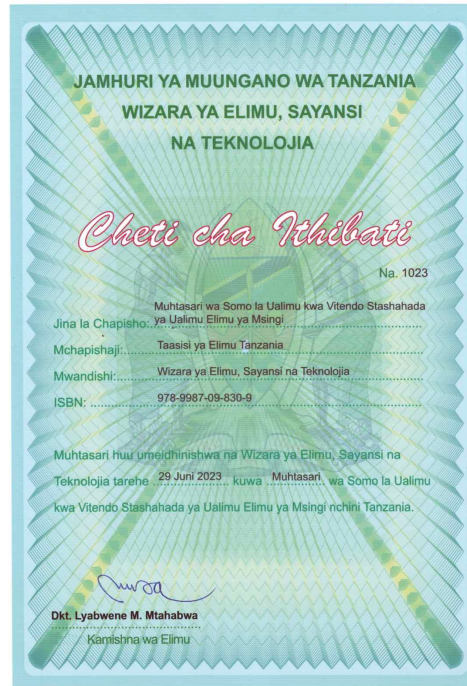 JAMHURI YA MUUNGANO WA TANZANIA
WIZARA YA ELIMU, SAYANSI
NA TEKNOLOJIA
Cheti cha Ithibati
Na. 1023
Muhtasari wa Somo la Ualimu kwa Vitendo Stashahada
Jina la Chapisho: ya Ualimu Elimu ya Msingi
Mchapishaji: Taasisi ya Elimu Tanzania
Mwandishi: Wizara ya Elimu, Sayansi na Teknolojia
ISBN: 978-9987-09-830-9
Muhtasari huu umeidhinishwa na Wizara ya Elimu, Sayansi na
Teknolojia tarehe 29 Juni 2023 kuwa Muhtasari wa Somo la Ualimu
kwa Vitendo Stashahada ya Ualimu Elimu ya Msingi nchini Tanzania.
Dkt. Lyabwene M. Mtahabwa
Kamishna wa Elimu